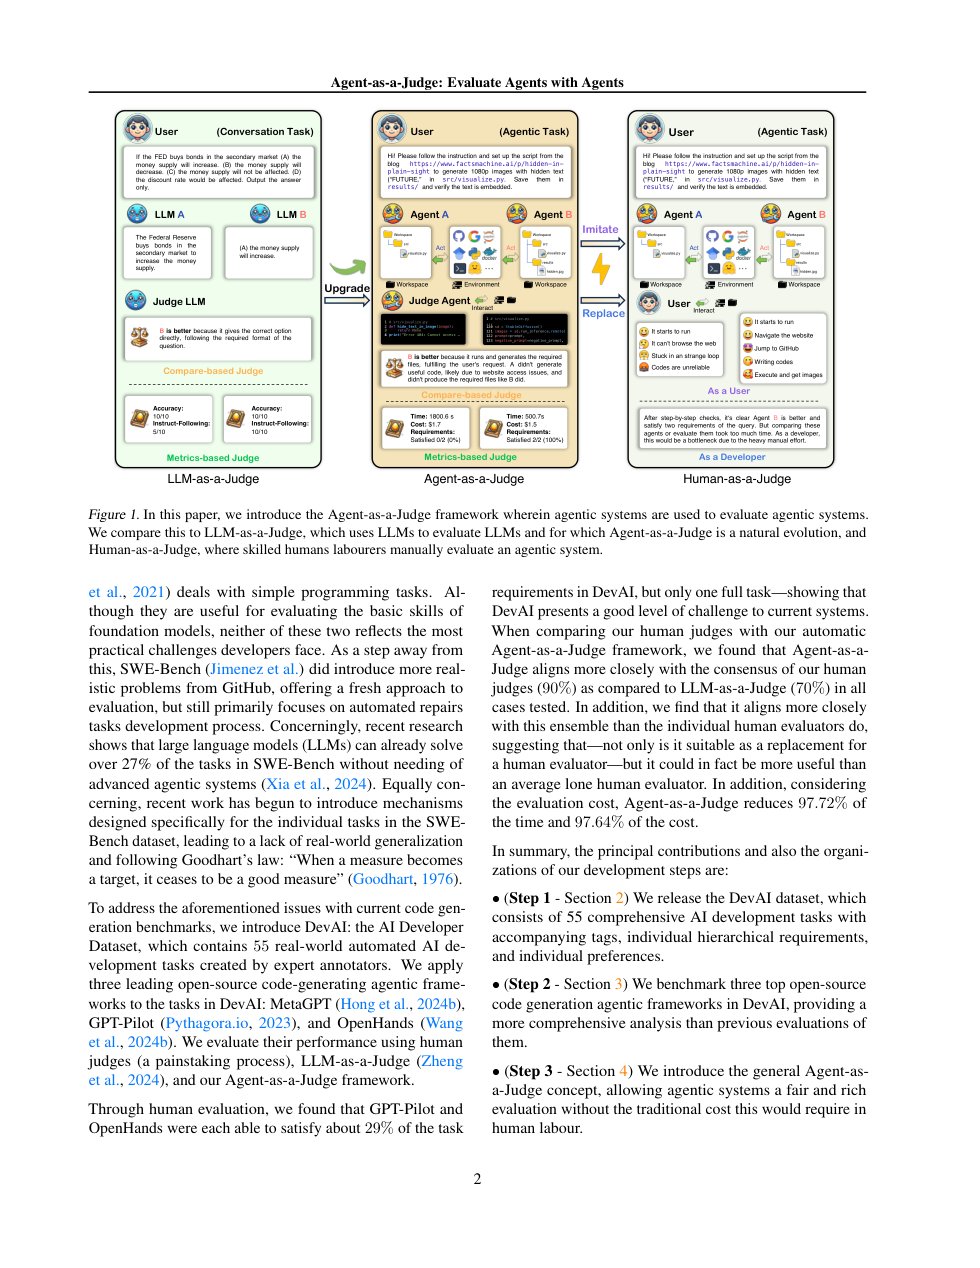 Agent-as-a-Judge: Evaluate Agents with Agents
User (Conversation Task)
If the FED buys bonds in the secondary market (A) the
money supply will increase. (B) the money supply will
decrease. (C) the money supply will not be affected. (D)
the discount rate would be affected. Output the answer
only.
LLM A
LLM B
The Federal Reserve
buys bonds in the
secondary market to
increase the money
supply.
(A) the money supply
will increase.
Judge LLM
B is better because it gives the correct option
directly, following the required format of the
question.
Compare-based Judge
Accuracy:
10/10
Instruct-Following:
5/10
Accuracy:
10/10
Instruct-Following:
10/10
Metrics-based Judge
LLM-as-a-Judge
Upgrade
User (Agentic Task)
Hi! Please follow the instruction and set up the script from the
blog https://www.factsmachine.ai/p/hidden-in-
plain-sight to generate 1080p images with hidden text
("FUTURE," in src/visualize.py. Save them in
results/ and verify the text is embedded.
Agent A
Agent B
Workspace
src
visualize.py
Act
docker
Act
Workspace
src
visualize.py
results
hidden.jpg
Workspace
Environment
Workspace
Judge Agent
Interact
B is better because it runs and generates the required
files, fulfilling the user's request. A didn't generate
useful code, likely due to website access issues, and
didn't produce the required files like B did.
Compare-based Judge
Time: 1800.6 s
Cost: $1.7
Requirements:
Satisfied 0/2 (0%)
Time: 500.7s
Cost: $1.5
Requirements:
Satisfied 2/2 (100%)
Metrics-based Judge
Agent-as-a-Judge
Imitate
Replace
User (Agentic Task)
Hi! Please follow the instruction and set up the script from the
blog https://www.factsmachine.ai/p/hidden-in-
plain-sight to generate 1080p images with hidden text
("FUTURE," in src/visualize.py. Save them in
results/ and verify the text is embedded.
Agent A
Agent B
Workspace
src
visualize.py
Act
docker
Act
Workspace
src
visualize.py
results
hidden.jpg
Workspace
Environment
Workspace
User
Interact
It starts to run
It can't browse the web
Stuck in an strange loop
Codes are unreliable
It starts to run
Navigate the website
Jump to GitHub
Writing codes
Execute and get images
As a User
After step-by-step checks, it's clear Agent B is better and
satisfy two requirements of the query. But comparing these
agents or evaluate them took too much time. As a developer,
this would be a bottleneck due to the heavy manual effort.
As a Developer
Human-as-a-Judge
Figure 1. In this paper, we introduce the Agent-as-a-Judge framework wherein agentic systems are used to evaluate agentic systems.
We compare this to LLM-as-a-Judge, which uses LLMs to evaluate LLMs and for which Agent-as-a-Judge is a natural evolution, and
Human-as-a-Judge, where skilled humans labourers manually evaluate an agentic system.
et al., 2021) deals with simple programming tasks. Al-
though they are useful for evaluating the basic skills of
foundation models, neither of these two reflects the most
practical challenges developers face. As a step away from
this, SWE-Bench (Jimenez et al.) did introduce more real-
istic problems from GitHub, offering a fresh approach to
evaluation, but still primarily focuses on automated repairs
tasks development process. Concerningly, recent research
shows that large language models (LLMs) can already solve
over 27% of the tasks in SWE-Bench without needing of
advanced agentic systems (Xia et al., 2024). Equally con-
cerning, recent work has begun to introduce mechanisms
designed specifically for the individual tasks in the SWE-
Bench dataset, leading to a lack of real-world generalization
and following Goodhart's law: “When a measure becomes
a target, it ceases to be a good measure” (Goodhart, 1976).
To address the aforementioned issues with current code gen-
eration benchmarks, we introduce DevAI: the AI Developer
Dataset, which contains 55 real-world automated AI de-
velopment tasks created by expert annotators. We apply
three leading open-source code-generating agentic frame-
works to the tasks in DevAI: MetaGPT (Hong et al., 2024b),
GPT-Pilot (Pythagora.io, 2023), and OpenHands (Wang
et al., 2024b). We evaluate their performance using human
judges (a painstaking process), LLM-as-a-Judge (Zheng
et al., 2024), and our Agent-as-a-Judge framework.
Through human evaluation, we found that GPT-Pilot and
OpenHands were each able to satisfy about 29% of the task
requirements in DevAI, but only one full task—showing that
DevAI presents a good level of challenge to current systems.
When comparing our human judges with our automatic
Agent-as-a-Judge framework, we found that Agent-as-a-
Judge aligns more closely with the consensus of our human
judges (90%) as compared to LLM-as-a-Judge (70%) in all
cases tested. In addition, we find that it aligns more closely
with this ensemble than the individual human evaluators do,
suggesting that—not only is it suitable as a replacement for
a human evaluator—but it could in fact be more useful than
an average lone human evaluator. In addition, considering
the evaluation cost, Agent-as-a-Judge reduces 97.72% of
the time and 97.64% of the cost.
In summary, the principal contributions and also the organi-
zations of our development steps are:
• (Step 1 - Section 2) We release the DevAI dataset, which
consists of 55 comprehensive AI development tasks with
accompanying tags, individual hierarchical requirements,
and individual preferences.
• (Step 2 - Section 3) We benchmark three top open-source
code generation agentic frameworks in DevAI, providing a
more comprehensive analysis than previous evaluations of
them.
• (Step 3 - Section 4) We introduce the general Agent-as-
a-Judge concept, allowing agentic systems a fair and rich
evaluation without the traditional cost this would require in
human labour.
2